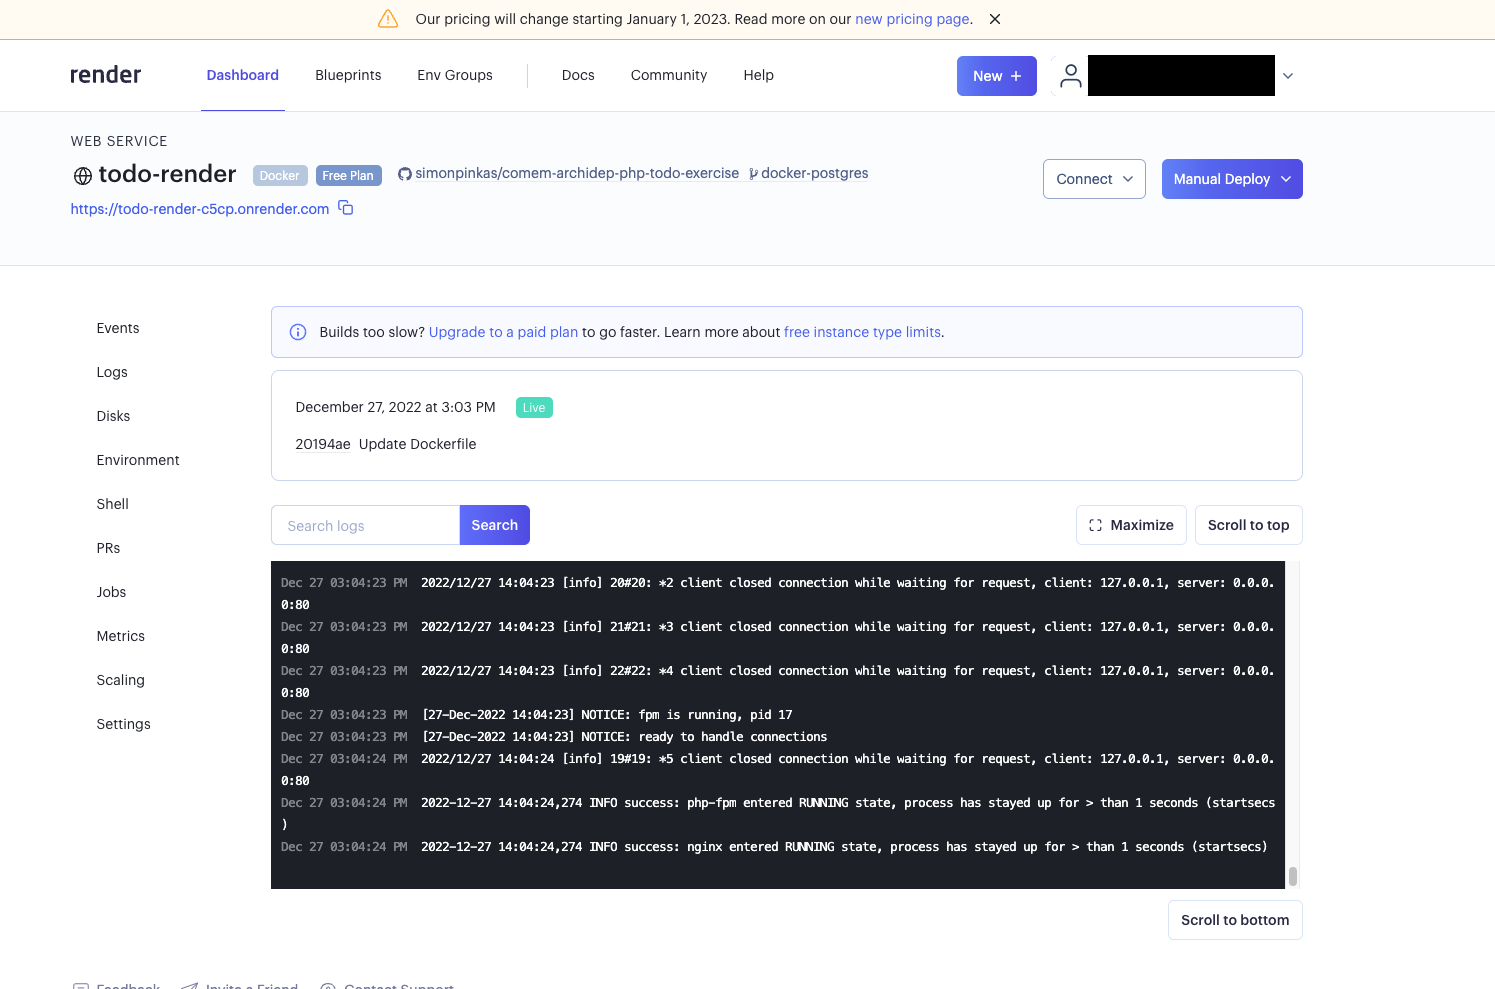 Our pricing will change starting January 1, 2023. Read more on our new pricing page.
render Dashboard Blueprints Env Groups Docs Community Help New +
WEB SERVICE
todo-render Docker Free Plan simonpinkas/comem-archidep-php-todo-exercise docker-postgres
Connect Manual Deploy
https://todo-render-c5cp.onrender.com
Events
Logs
Disks
Environment
Shell
PRs
Jobs
Metrics
Scaling
Settings
Builds too slow? Upgrade to a paid plan to go faster. Learn more about free instance type limits.
December 27, 2022 at 3:03 PM Live
20194ae Update Dockerfile
Search logs Search Maximize Scroll to top
Dec 27 03:04:23 PM 2022/12/27 14:04:23 [info] 20#20: *2 client closed connection while waiting for request, client: 127.0.0.1, server: 0.0.0.
0:80
Dec 27 03:04:23 PM 2022/12/27 14:04:23 [info] 21#21: *3 client closed connection while waiting for request, client: 127.0.0.1, server: 0.0.0.
0:80
Dec 27 03:04:23 PM 2022/12/27 14:04:23 [info] 22#22: *4 client closed connection while waiting for request, client: 127.0.0.1, server: 0.0.0.
0:80
Dec 27 03:04:23 PM [27-Dec-2022 14:04:23] NOTICE: fpm is running, pid 17
Dec 27 03:04:23 PM [27-Dec-2022 14:04:23] NOTICE: ready to handle connections
Dec 27 03:04:24 PM 2022/12/27 14:04:24 [info] 19#19: *5 client closed connection while waiting for request, client: 127.0.0.1, server: 0.0.0.
0:80
Dec 27 03:04:24 PM 2022-12-27 14:04:24,274 INFO success: php-fpm entered RUNNING state, process has stayed up for > than 1 seconds (startsecs
)
Dec 27 03:04:24 PM 2022-12-27 14:04:24,274 INFO success: nginx entered RUNNING state, process has stayed up for > than 1 seconds (startsecs)
Scroll to bottom
Feedback Invite a Friend Contact Support